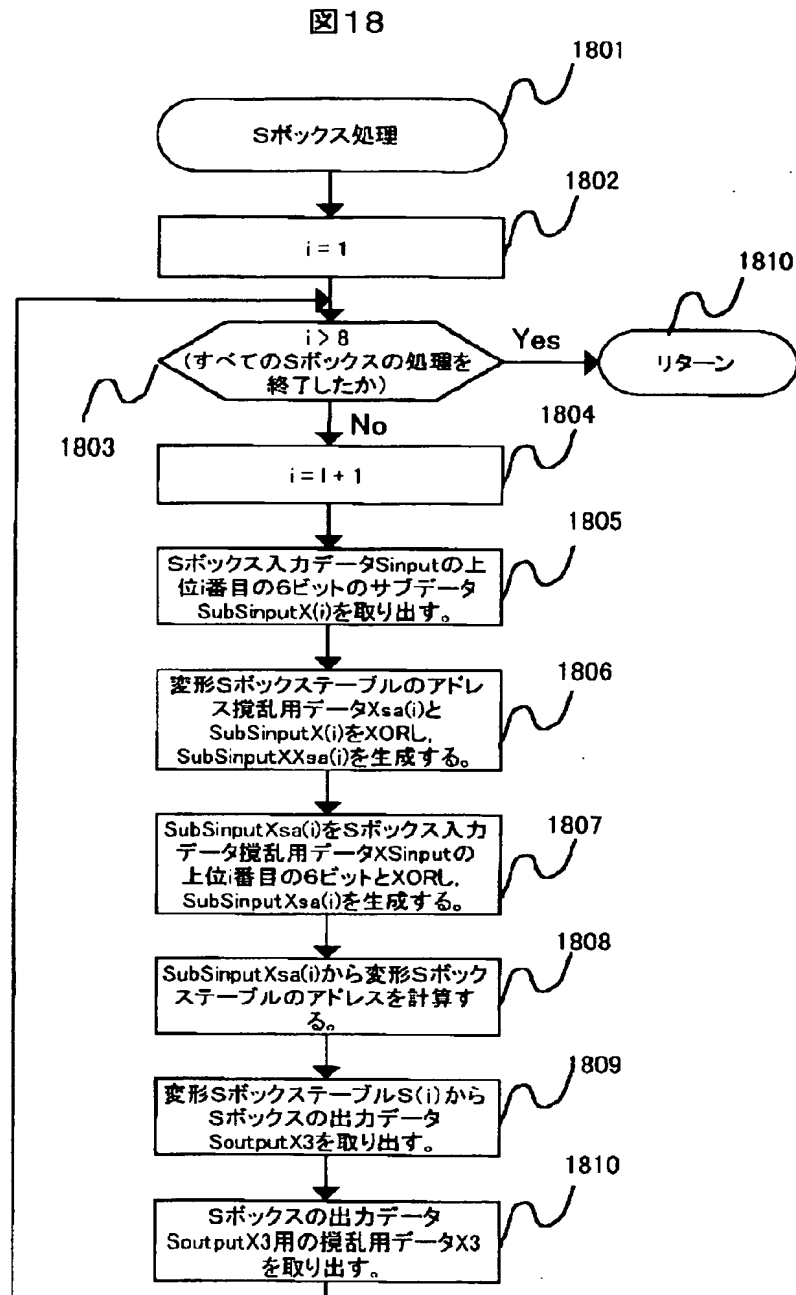 図18
1801
Sボックス処理
1802
i = 1
1810
i > 8
(すべてのSボックスの処理を
終了したか)
Yes
リターン
1803
No
1804
i = I + 1
1805
Sボックス入力データSinputの上
位i番目の6ビットのサブデータ
SubSinputX(i)を取り出す。
1806
変形Sボックステーブルのアドレ
ス撹乱用データXsa(i)と
SubSinputX(i)をXORし,
SubSinputXXsa(i)を生成する。
1807
SubSinputXsa(i)をSボックス入力
データ撹乱用データXSinputの
上位i番目の6ビットとXORし,
SubSinputXsa(i)を生成する。
1808
SubSinputXsa(i)から変形Sボック
ステーブルのアドレスを計算す
る。
1809
変形SボックステーブルS(i)から
Sボックスの出力データ
SoutputX3を取り出す。
1810
Sボックスの出力データ
SoutputX3用の撹乱用データX3
を取り出す。